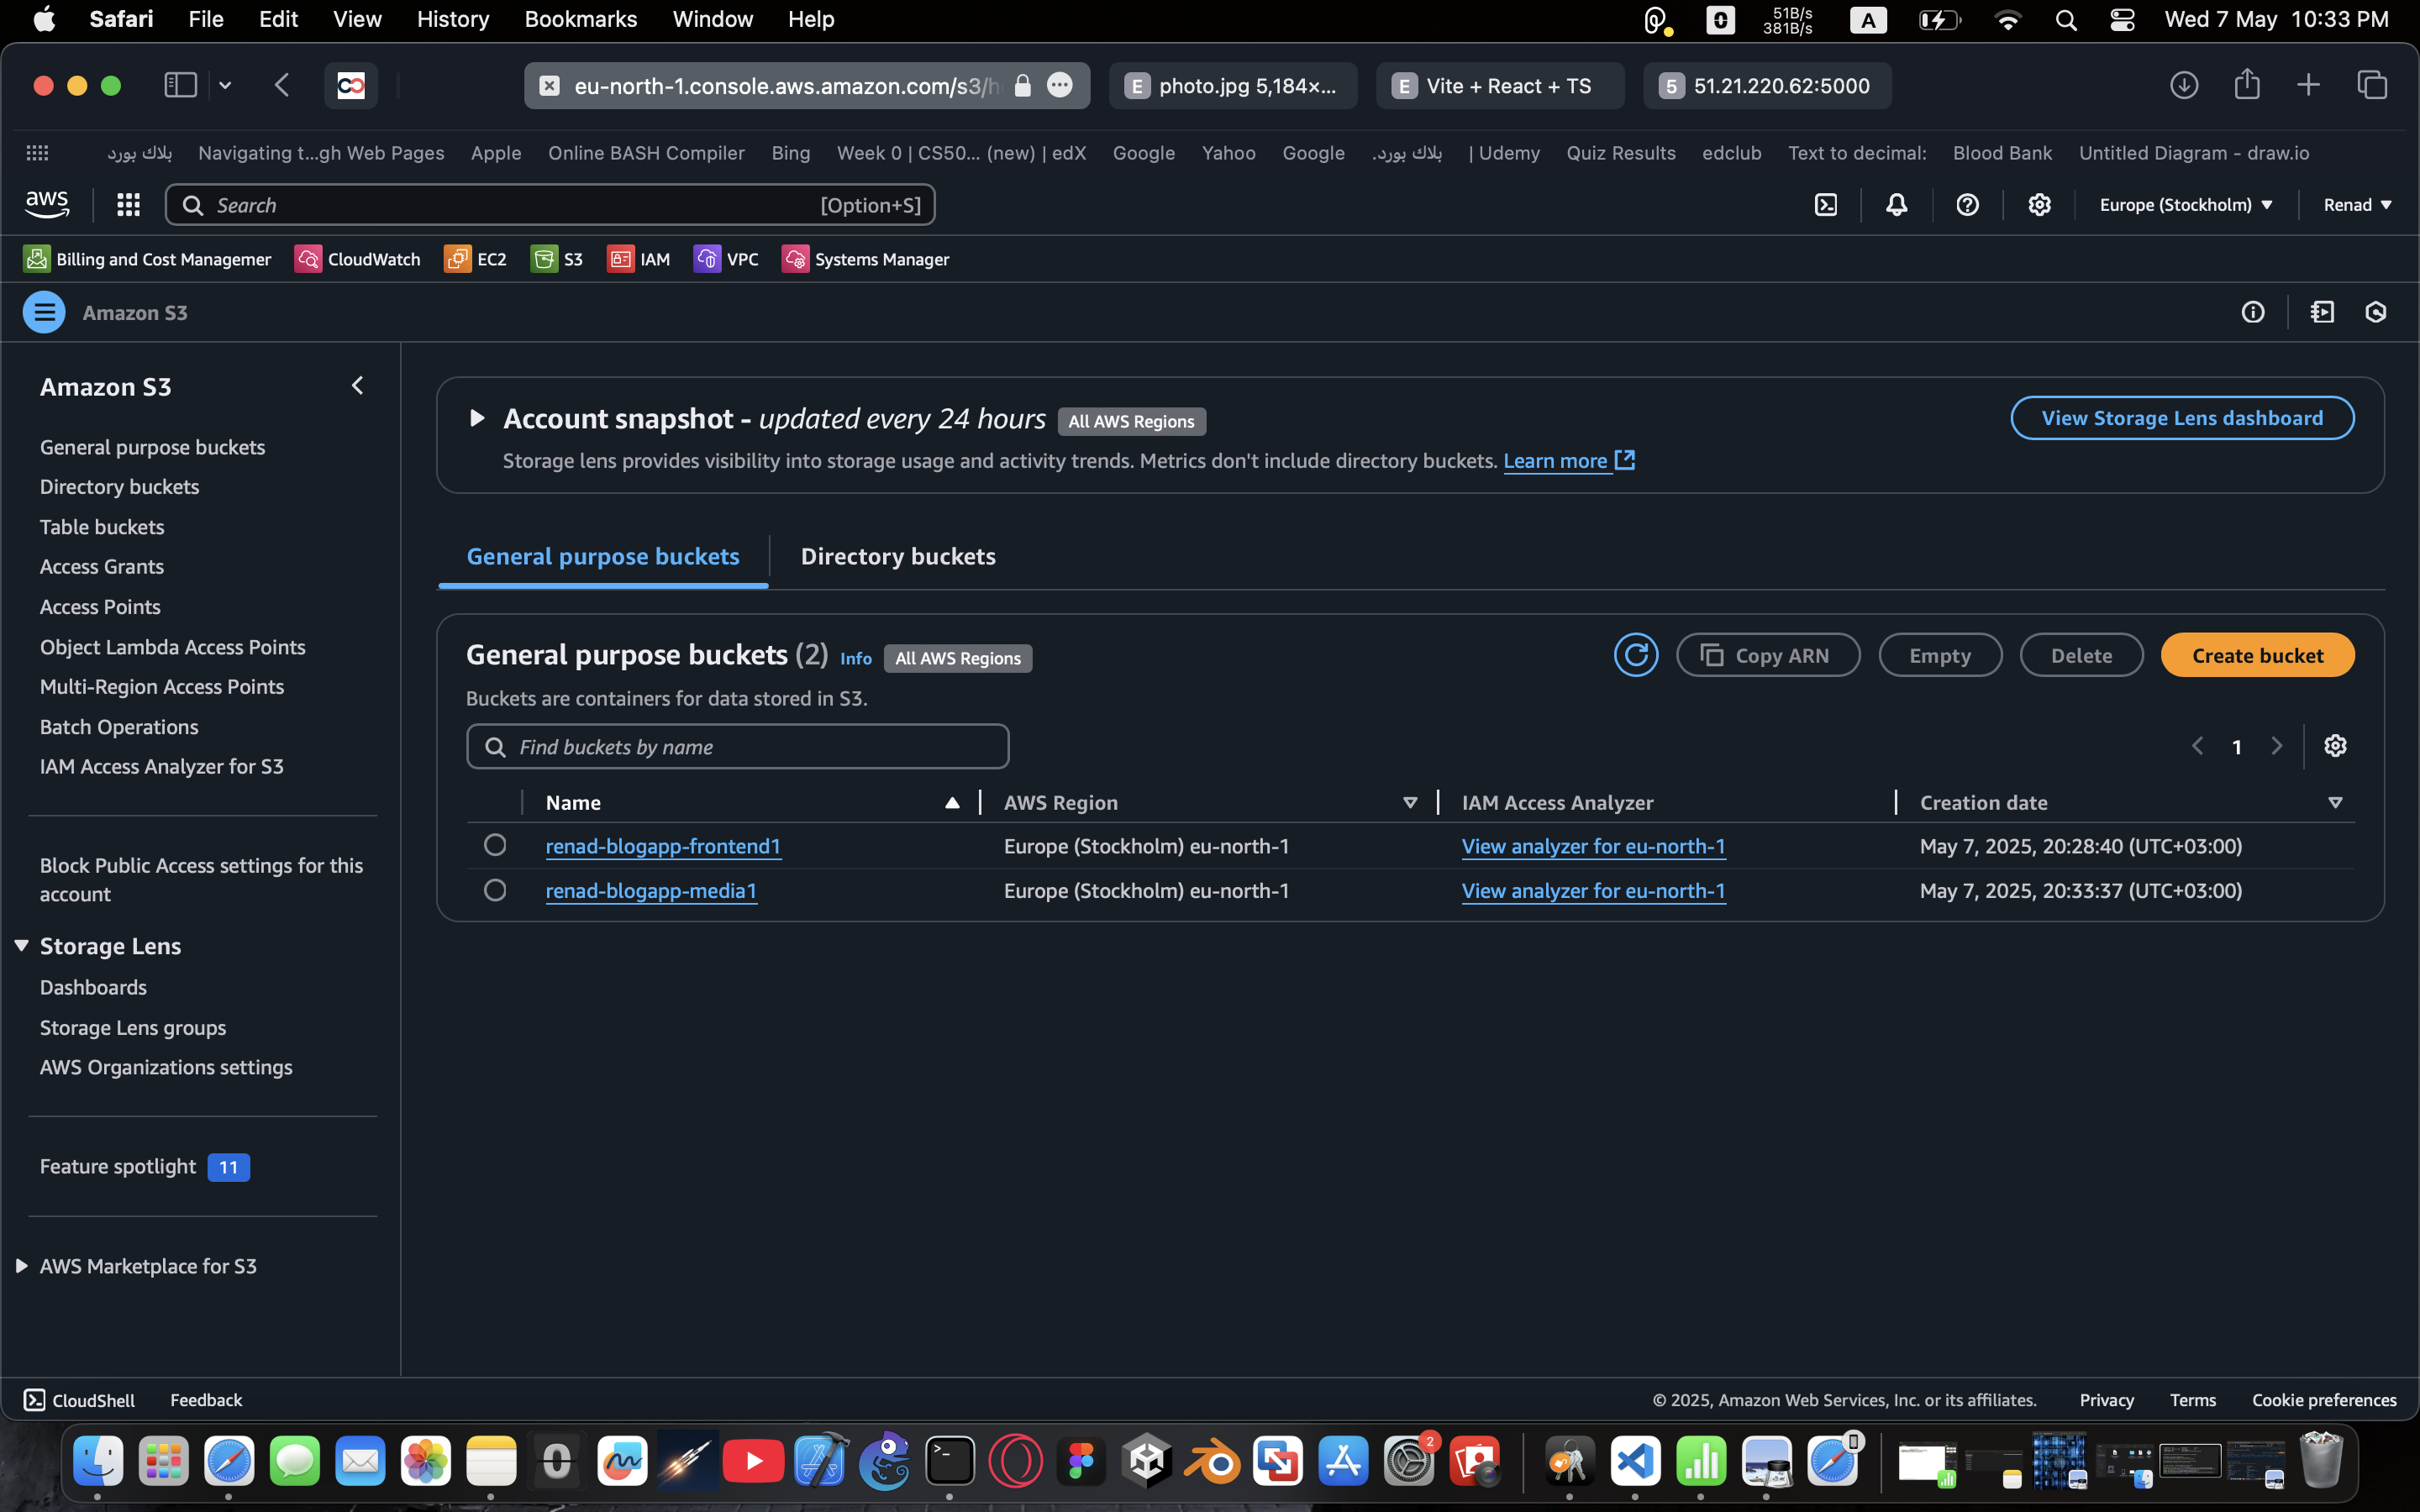 Safari File Edit View History Bookmarks Window Help 51B/s 381B/s A Wed 7 May 10:33 PM
eu-north-1.console.aws.amazon.com/s3/h E photo.jpg 5,184×... E Vite + React + TS 5 51.21.220.62:5000
بلاك بورد Navigating t...gh Web Pages Apple Online BASH Compiler Bing Week 0 | CS50... (new) | edX Google Yahoo Google بلاك بورد. | Udemy Quiz Results edclub Text to decimal: Blood Bank Untitled Diagram - draw.io
aws Search [Option+S] Europe (Stockholm) Renad
Billing and Cost Managemer CloudWatch EC2 S3 IAM VPC Systems Manager
Amazon S3
Amazon S3
General purpose buckets
Directory buckets
Table buckets
Access Grants
Access Points
Object Lambda Access Points
Multi-Region Access Points
Batch Operations
IAM Access Analyzer for S3
Block Public Access settings for this
account
Storage Lens
Dashboards
Storage Lens groups
AWS Organizations settings
Feature spotlight 11
AWS Marketplace for S3
Account snapshot - updated every 24 hours All AWS Regions View Storage Lens dashboard
Storage lens provides visibility into storage usage and activity trends. Metrics don't include directory buckets. Learn more
General purpose buckets Directory buckets
General purpose buckets (2) Info All AWS Regions Copy ARN Empty Delete Create bucket
Buckets are containers for data stored in S3.
Find buckets by name 1
Name AWS Region IAM Access Analyzer Creation date
renad-blogapp-frontend1 Europe (Stockholm) eu-north-1 View analyzer for eu-north-1 May 7, 2025, 20:28:40 (UTC+03:00)
renad-blogapp-media1 Europe (Stockholm) eu-north-1 View analyzer for eu-north-1 May 7, 2025, 20:33:37 (UTC+03:00)
CloudShell Feedback © 2025, Amazon Web Services, Inc. or its affiliates. Privacy Terms Cookie preferences
2